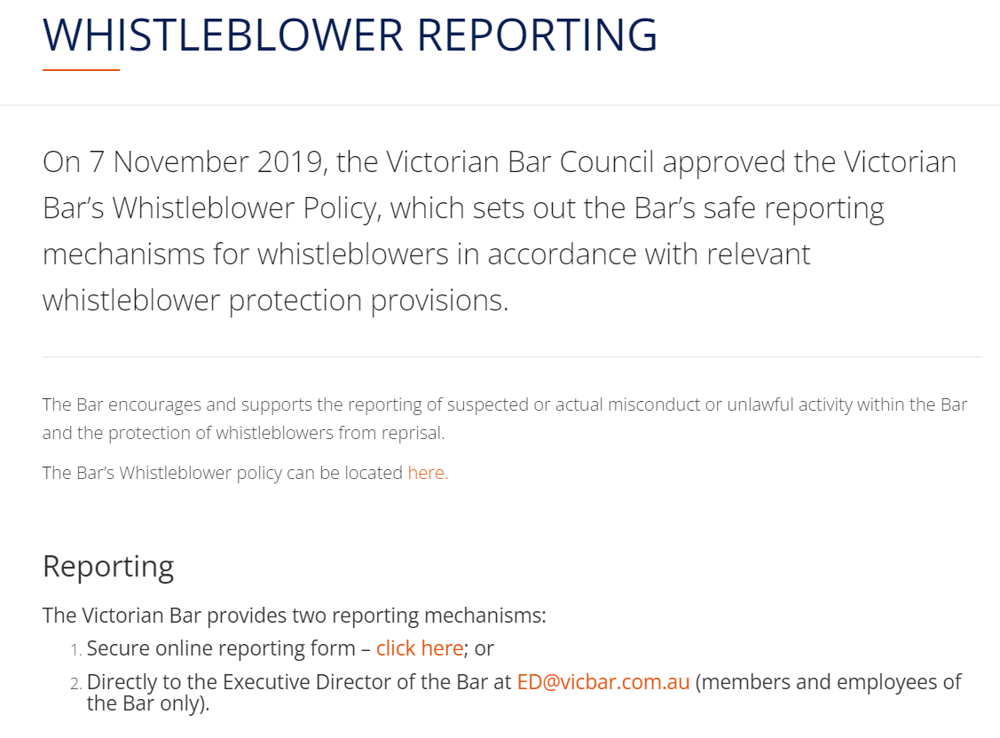 WHISTLEBLOWER REPORTING
On 7 November 2019, the Victorian Bar Council approved the Victorian
Bar’s Whistleblower Policy, which sets out the Bar’s safe reporting
mechanisms for whistleblowers in accordance with relevant
whistleblower protection provisions.
The Bar encourages and supports the reporting of suspected or actual misconduct or unlawful activity within the Bar
and the protection of whistleblowers from reprisal.
The Bar’s Whistleblower policy can be located here.
Reporting
The Victorian Bar provides two reporting mechanisms:
1. Secure online reporting form – click here; or
2. Directly to the Executive Director of the Bar at ED@vicbar.com.au (members and employees of
the Bar only).